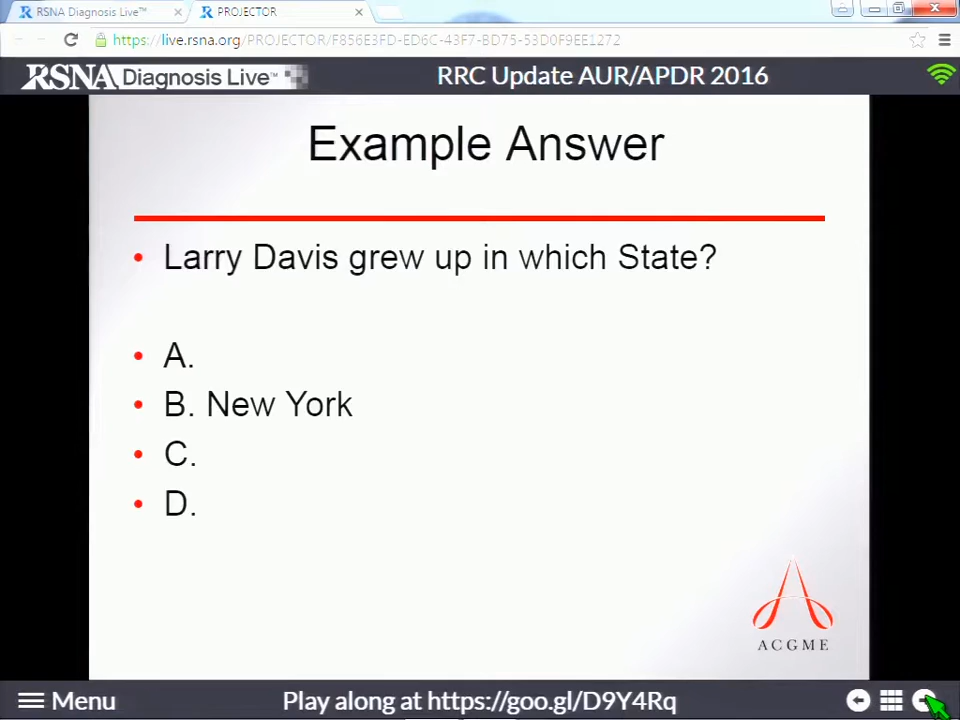 RSNA Diagnosis Live™
PROJECTOR
https://live.rsna.org/PROJECTOR/F856E3FD-ED6C-43F7-BD75-53D0F9EE1272
RSNA Diagnosis Live™
RRC Update AUR/APDR 2016
Example Answer
• Larry Davis grew up in which State?
• A.
• B. New York
• C.
• D.
ACGME
Menu
Play along at https://goo.gl/D9Y4Rq